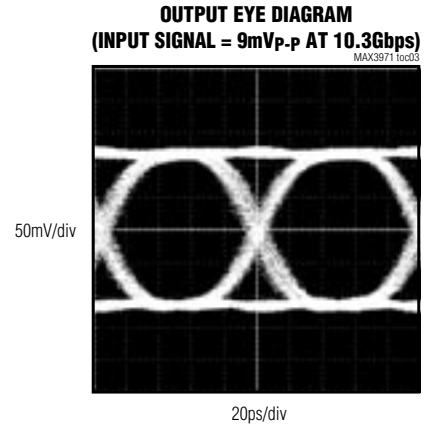 OUTPUT EYE DIAGRAM
(INPUT SIGNAL = 9mVP-P AT 10.3Gbps)
MAX3971 toc03
50mV/div
20ps/div